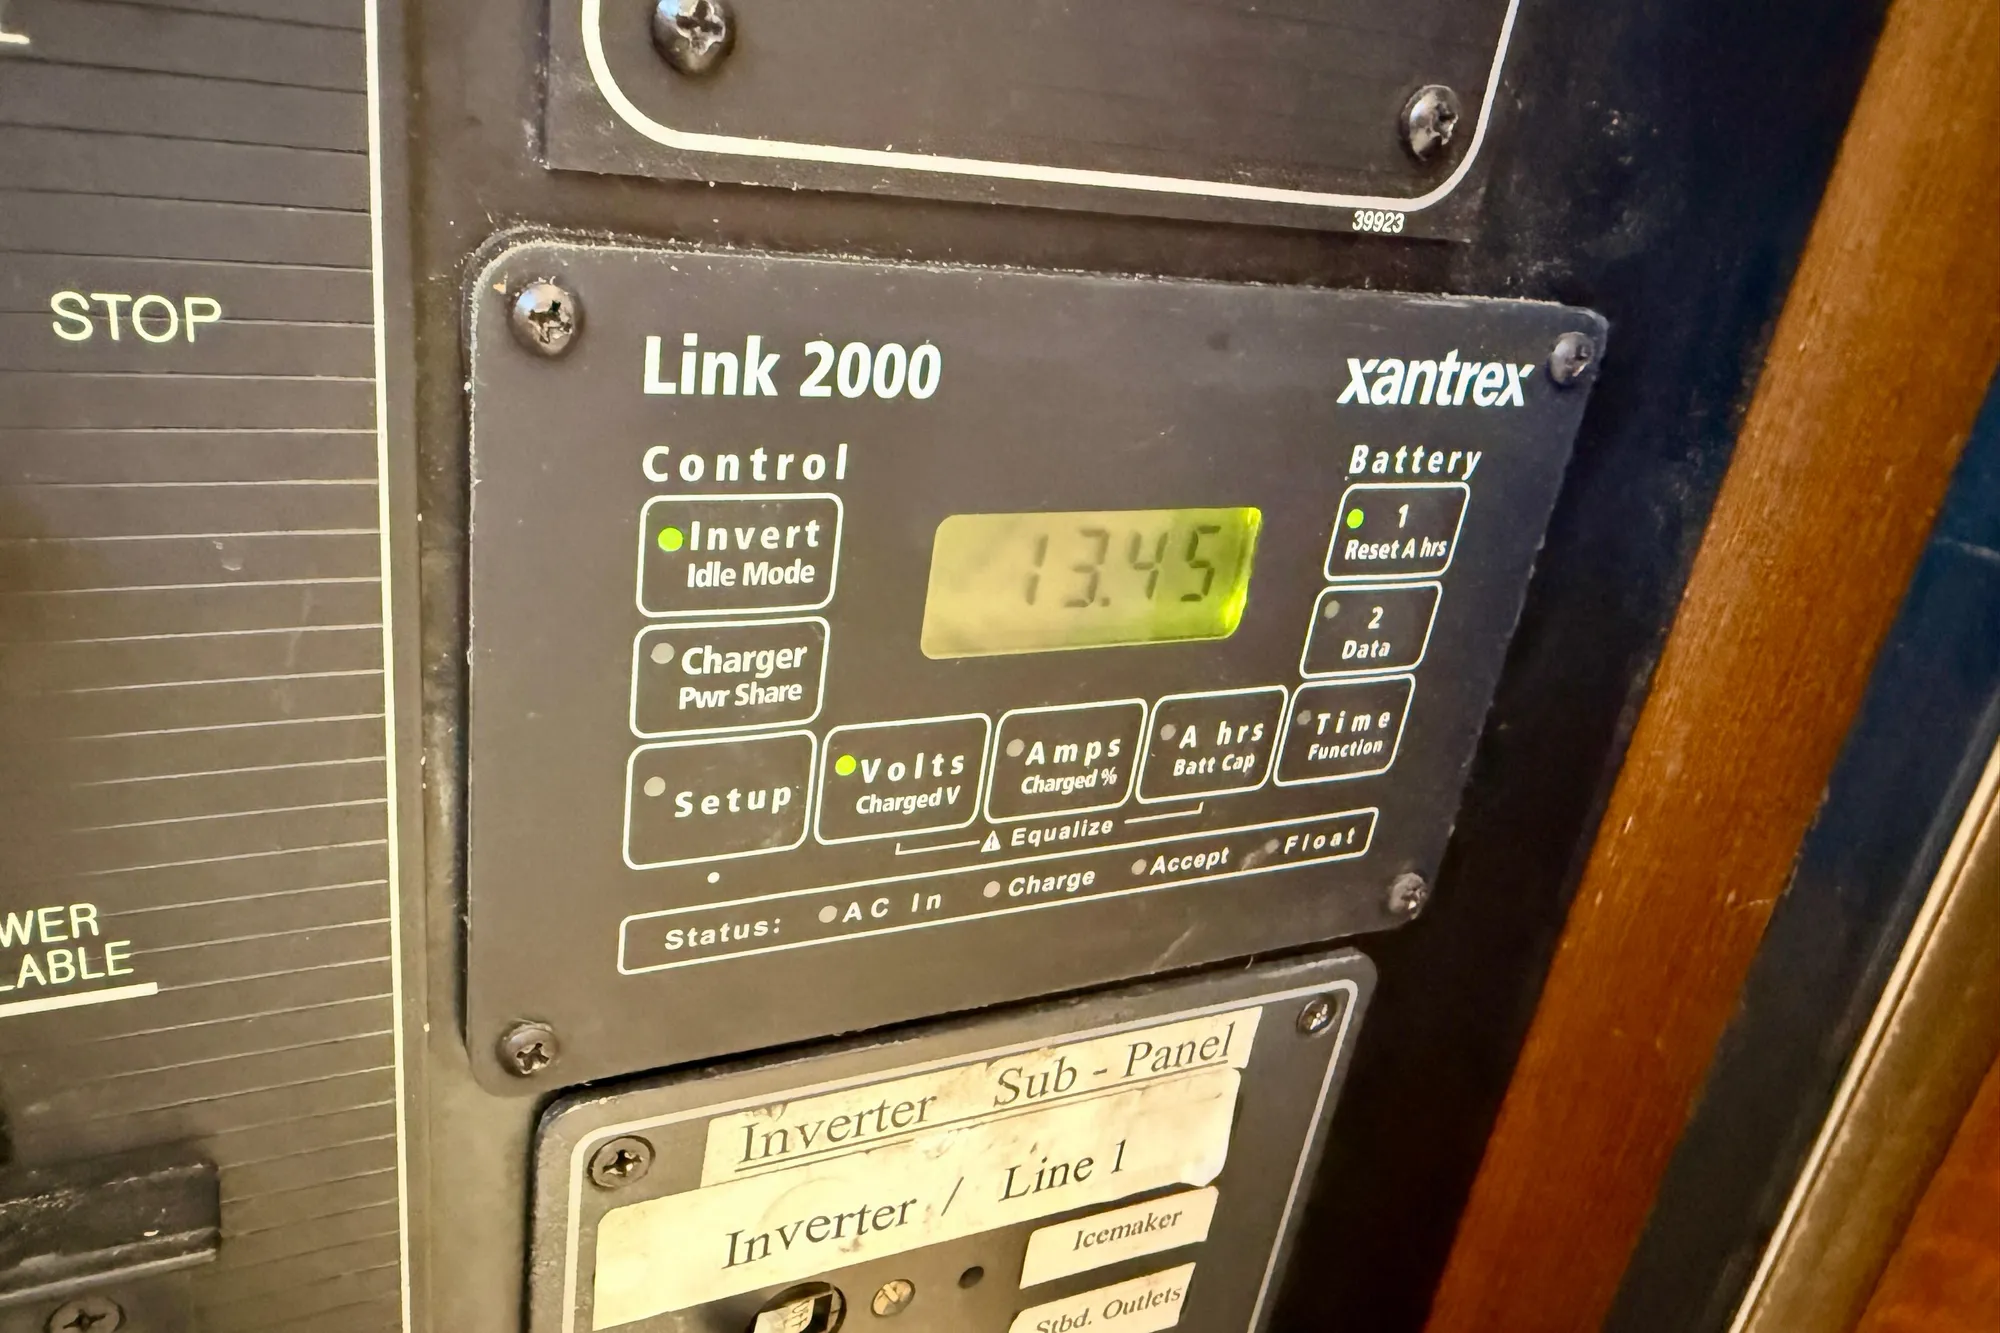 39923
STOP
Link 2000
xantrex
Control
Battery
Invert
Idle Mode
13.45
1
Reset A hrs
Charger
Pwr Share
2
Data
Setup
Volts
Charged V
Amps
Charged %
A hrs
Batt Cap
Time
Function
Equalize
Status: AC In Charge Accept Float
WER
LABLE
Inverter Sub - Panel
Inverter / Line 1
Icemaker
Stbd. Outlets